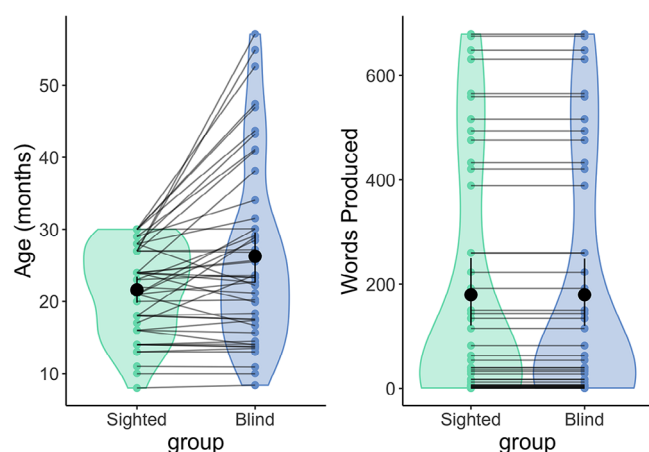 Age (months)
50
40
30
20
10
Sighted
Blind
group
Words Produced
600
400
200
0
Sighted
Blind
group